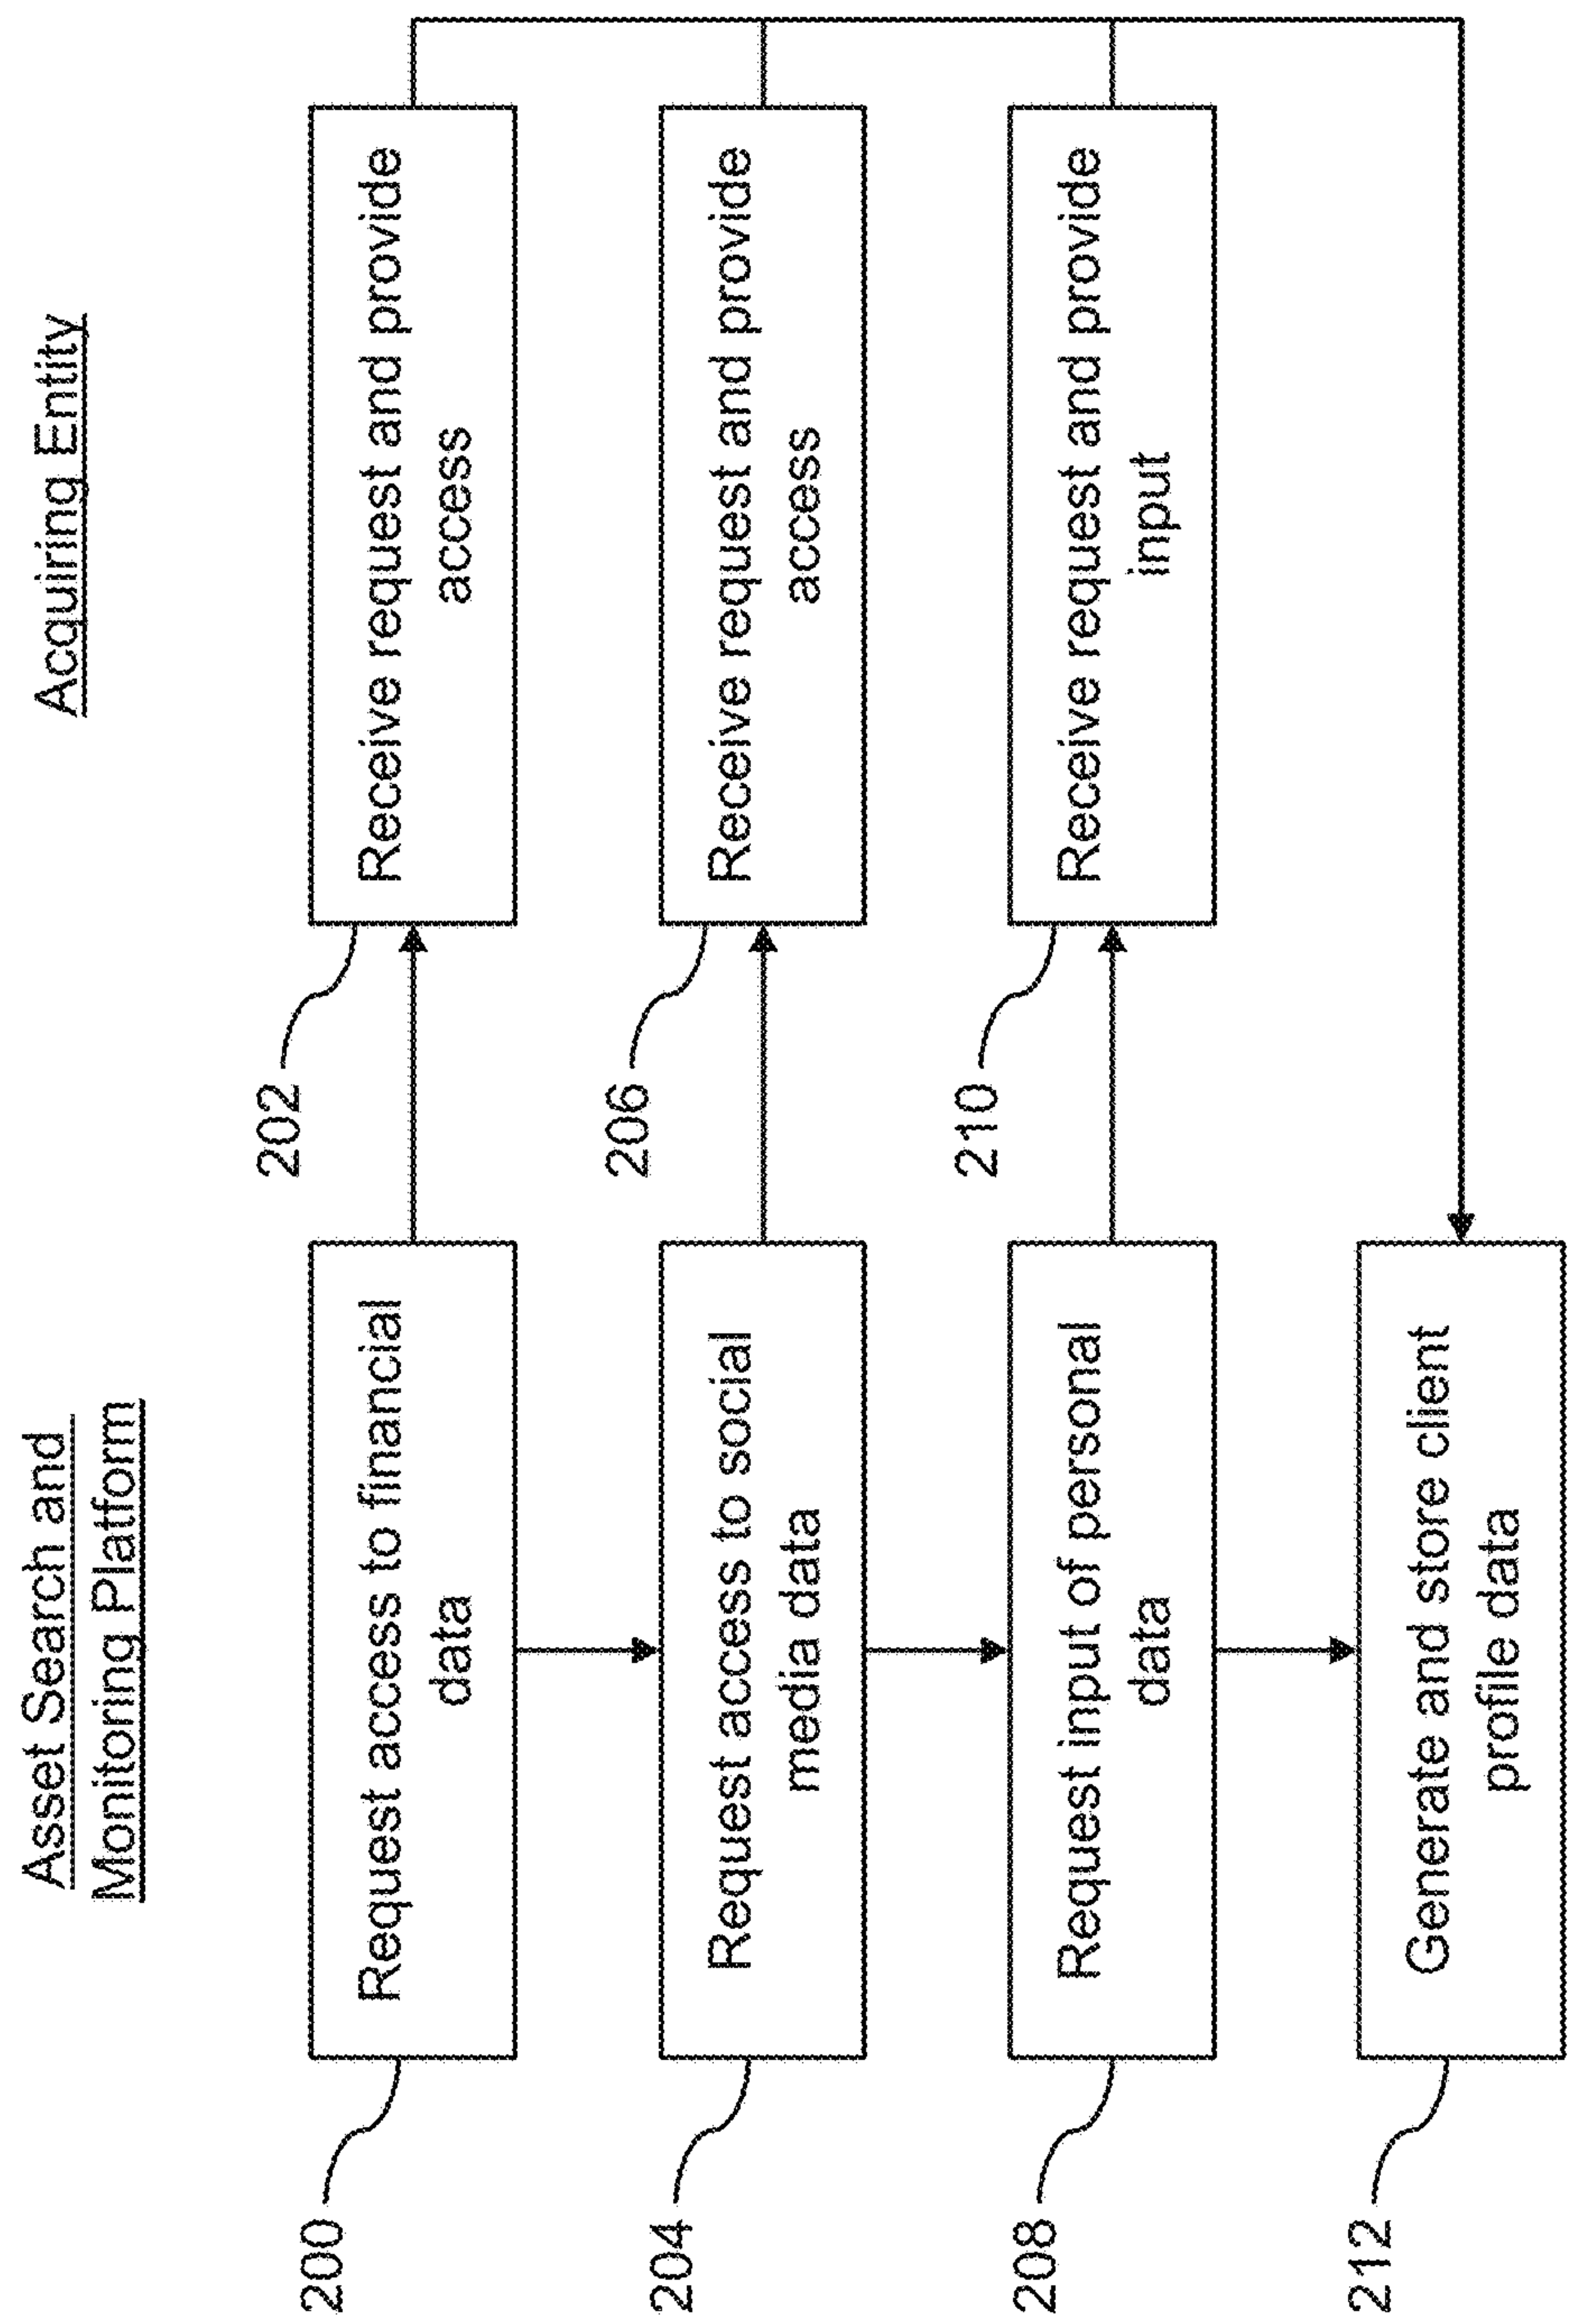 Asset Search and
Monitoring Platform
Acquiring Entity
200
Request access to financial
data
202
Receive request and provide
access
204
Request access to social
media data
206
Receive request and provide
access
208
Request input of personal
data
210
Receive request and provide
input
212
Generate and store client
profile data